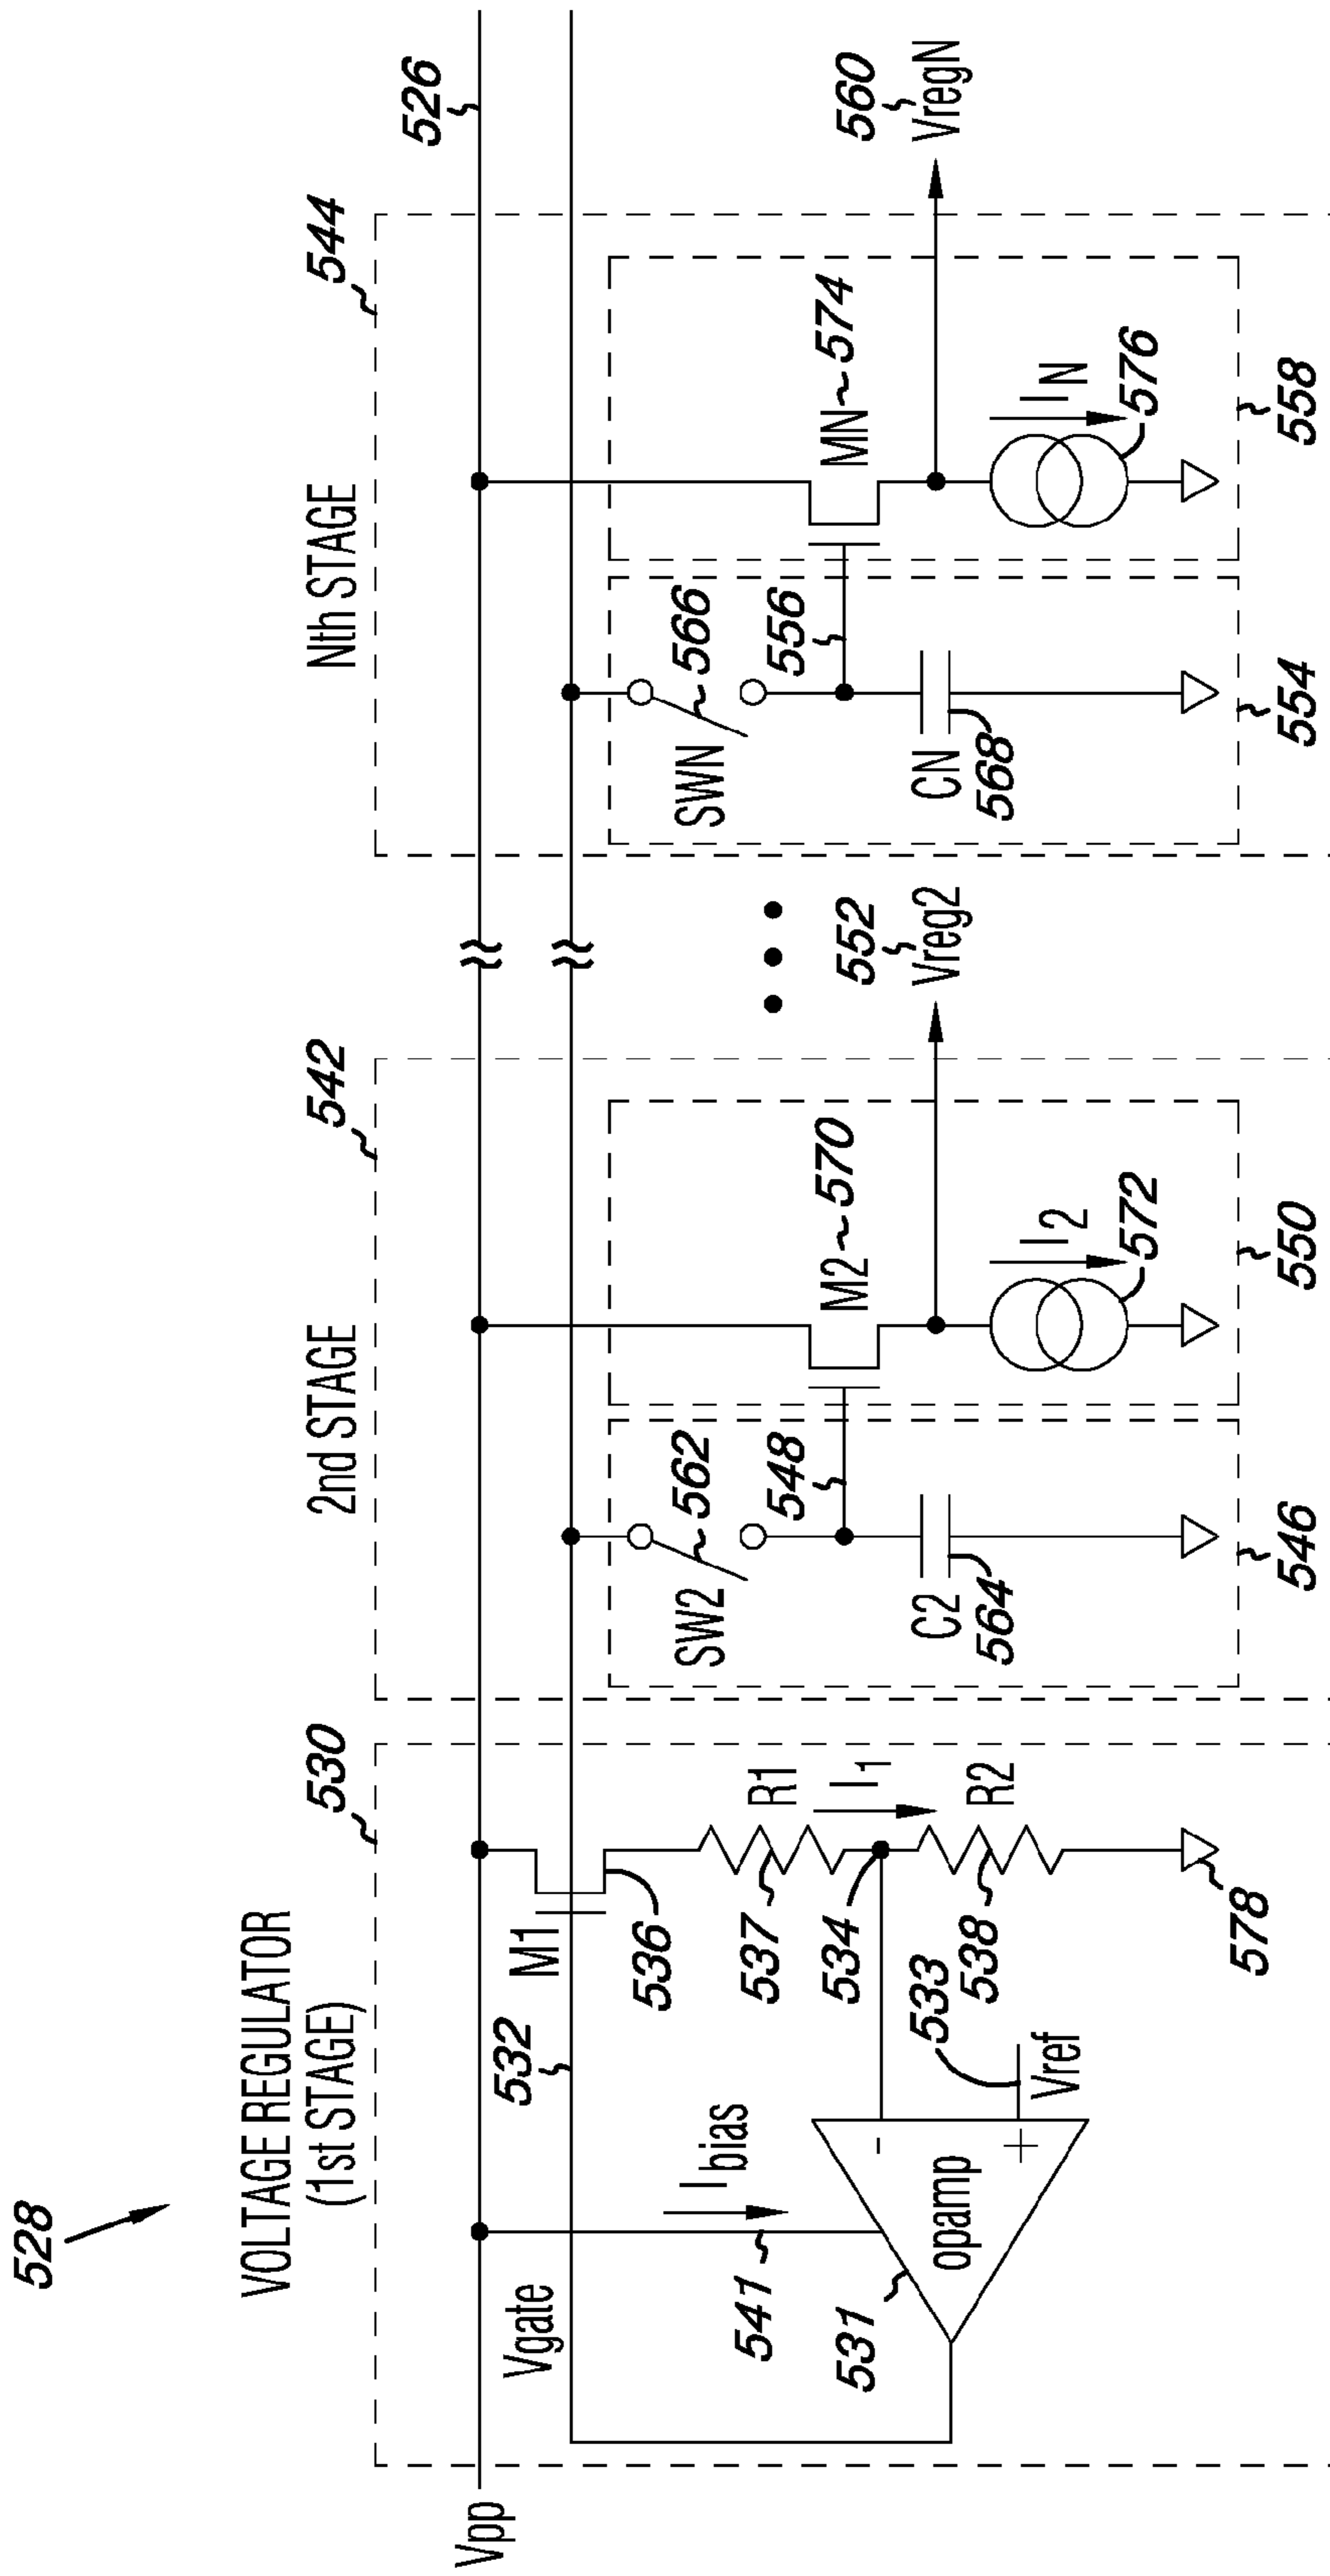 528
VOLTAGE REGULATOR
(1st STAGE)
530
2nd STAGE
542
Nth STAGE
544
Vpp
526
Vgate
532
M1
536
541
Ibias
R1
537
I1
534
R2
538
533
Vref
531
opamp
-
+
578
SW2
562
548
C2
564
M2
570
552
Vreg2
I2
572
546
550
SWN
566
556
CN
568
MN
574
560
VregN
IN
576
554
558